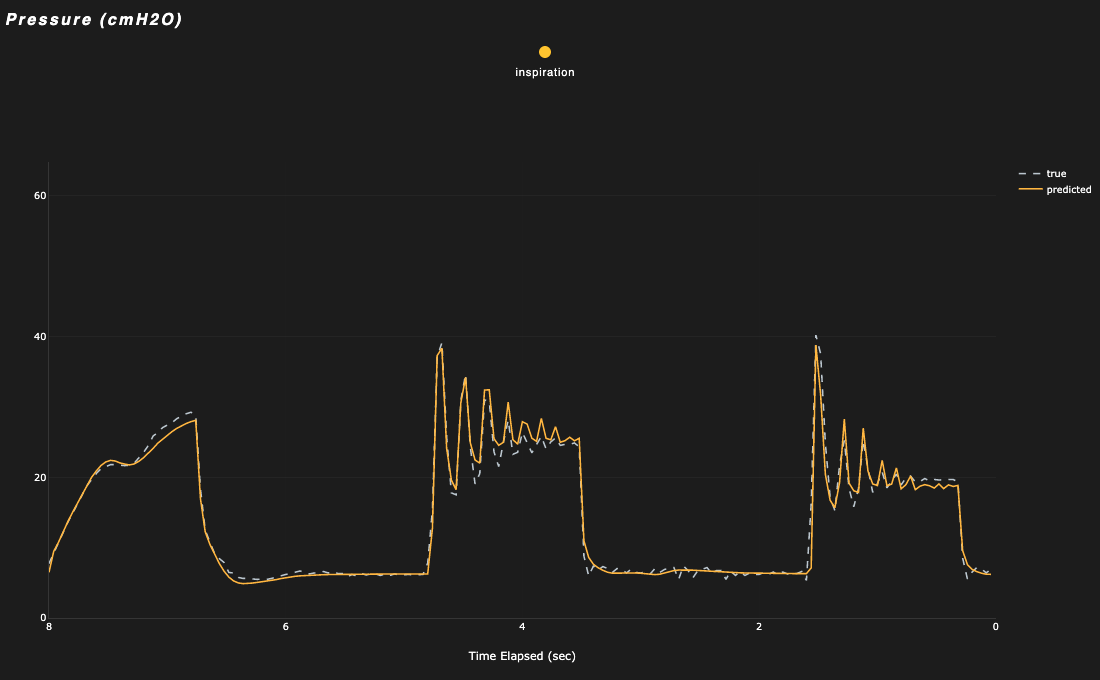 Pressure (cmH2O)
inspiration
true
predicted
60
40
20
0
8
6
4
2
0
Time Elapsed (sec)